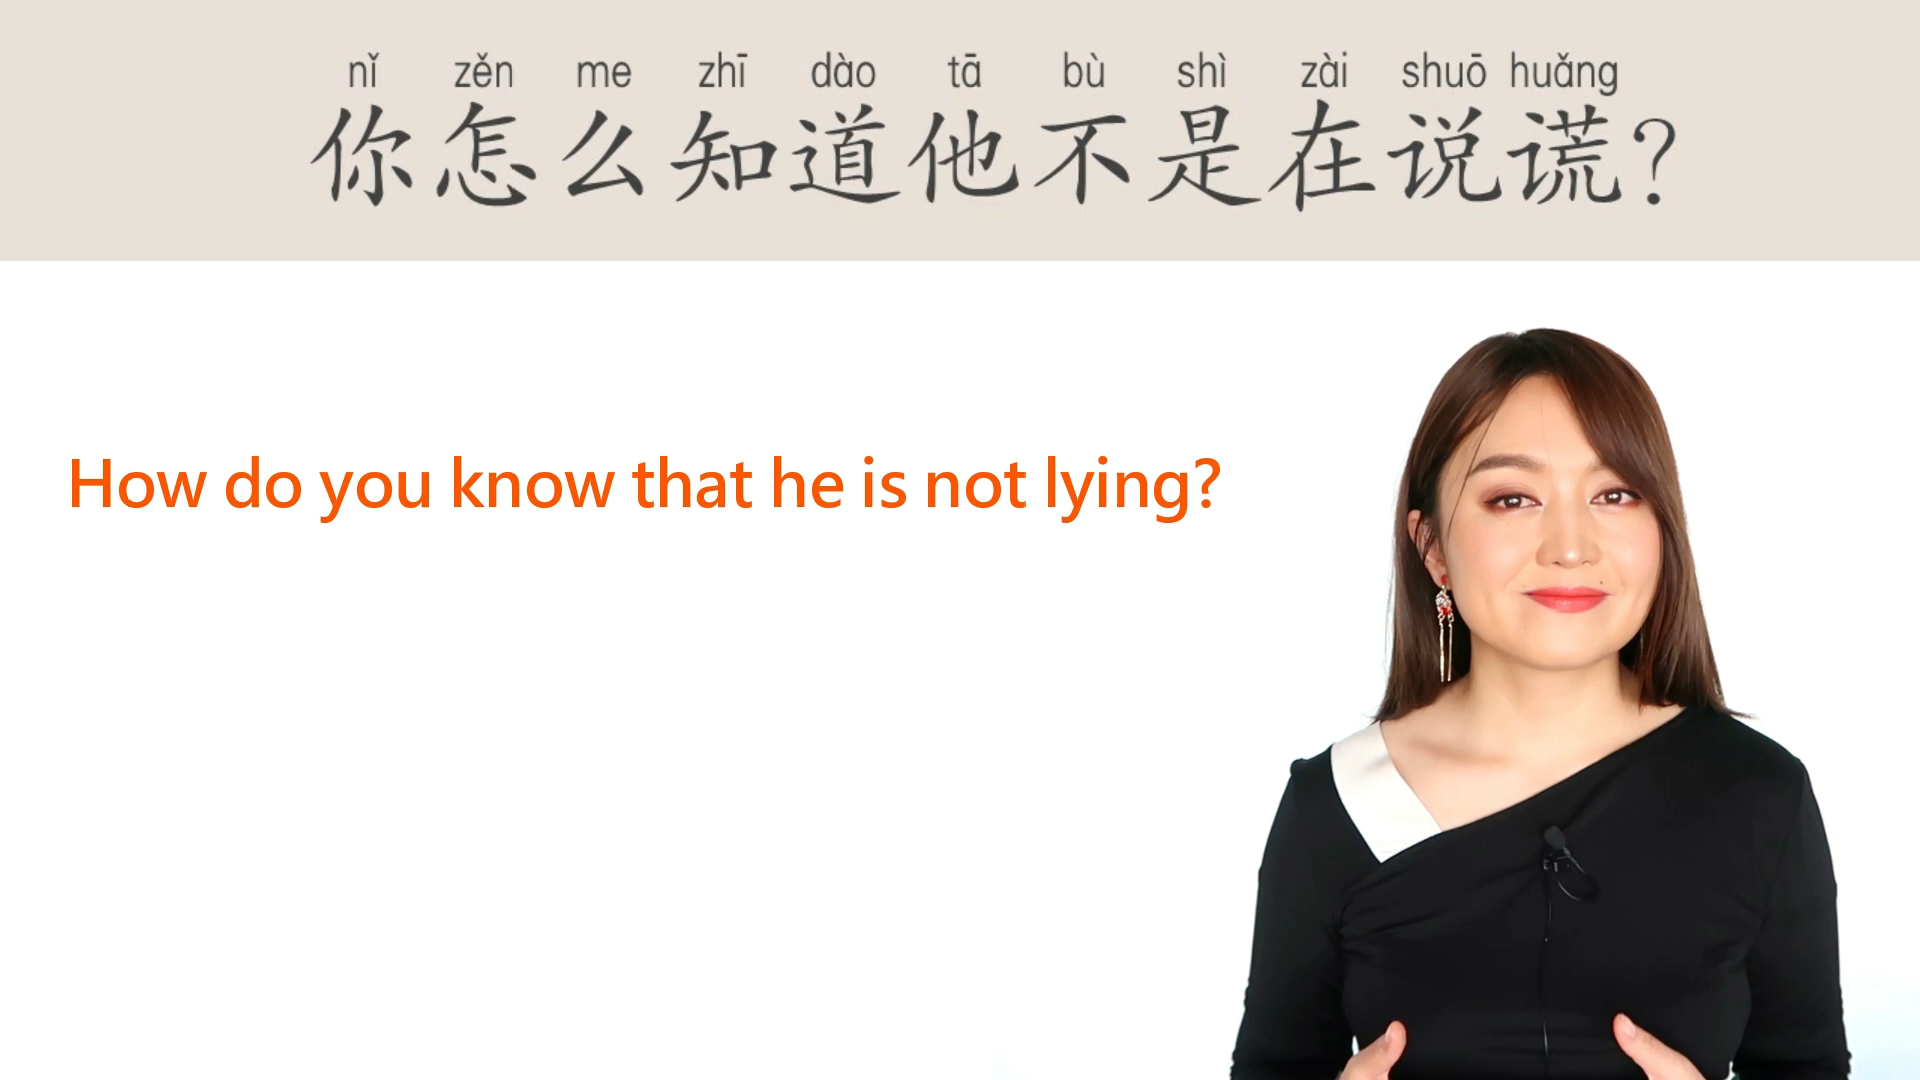 nǐ zěn me zhī dào tā bù shì zài shuō huǎng
你怎么知道他不是在说谎？
How do you know that he is not lying?